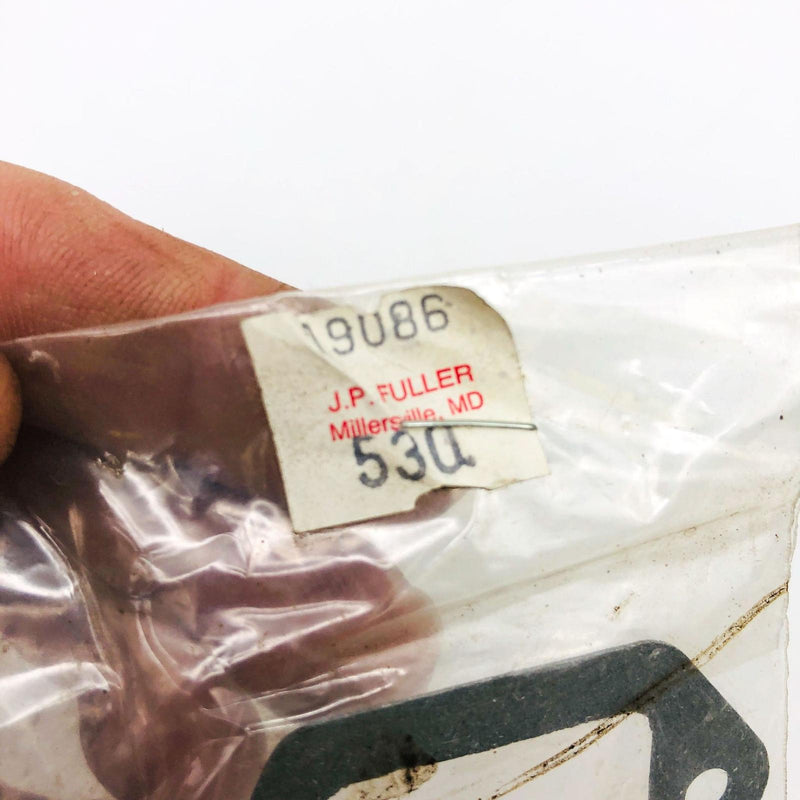 19086
J.P. FULLER
Millersville, MD
530